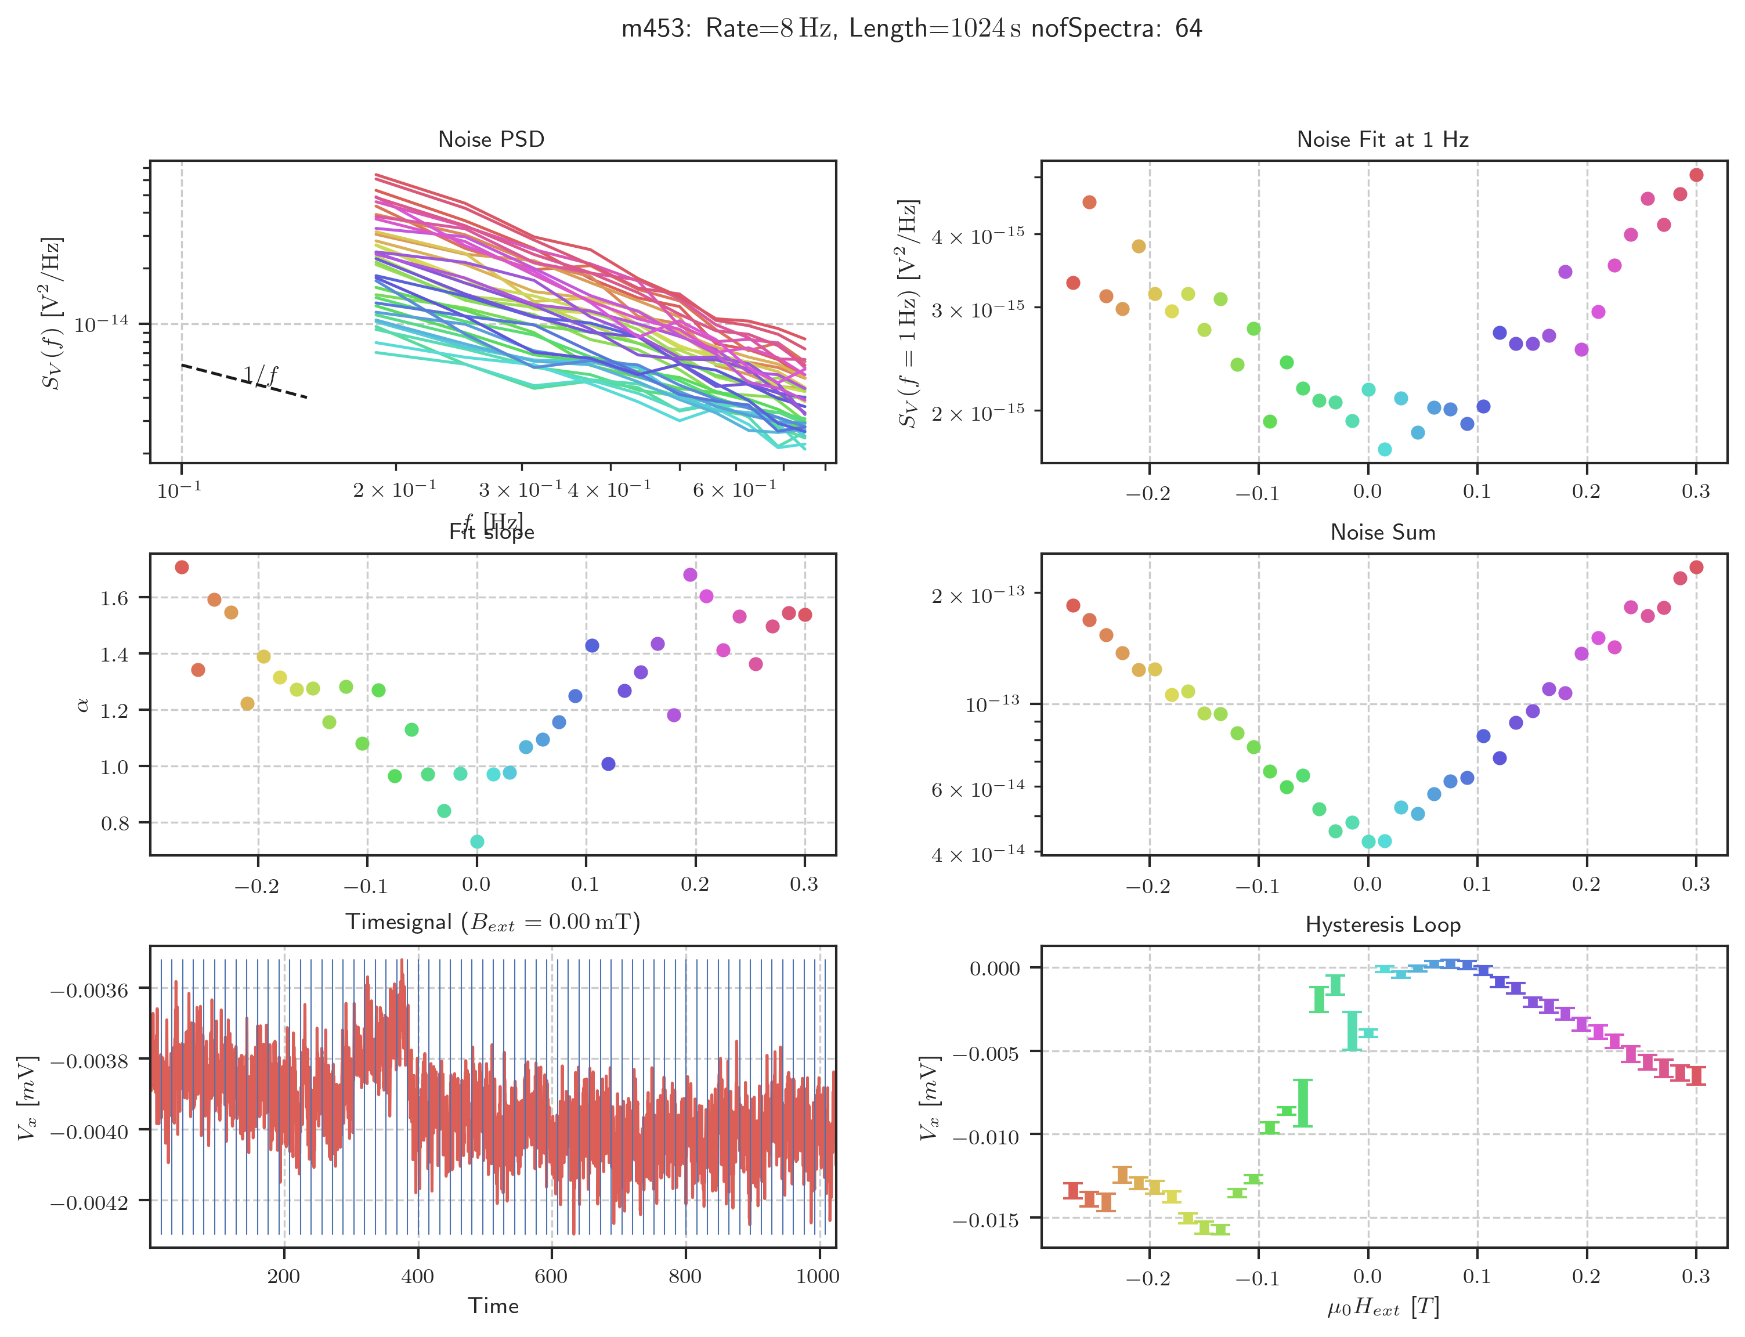 m453: Rate=8 Hz, Length=1024 s nofSpectra: 64
Noise PSD
S_V(f) [V²/Hz]
10⁻¹⁴
1/f
10⁻¹ 2 × 10⁻¹ 3 × 10⁻¹ 4 × 10⁻¹ 6 × 10⁻¹
f [Hz]
Noise Fit at 1 Hz
S_V(f = 1 Hz) [V²/Hz]
4 × 10⁻¹⁵
3 × 10⁻¹⁵
2 × 10⁻¹⁵
−0.2 −0.1 0.0 0.1 0.2 0.3
Fit slope
α
1.6
1.4
1.2
1.0
0.8
−0.2 −0.1 0.0 0.1 0.2 0.3
Noise Sum
2 × 10⁻¹³
10⁻¹³
6 × 10⁻¹⁴
4 × 10⁻¹⁴
−0.2 −0.1 0.0 0.1 0.2 0.3
Timesignal (B_ext = 0.00 mT)
V_x [mV]
−0.0036
−0.0038
−0.0040
−0.0042
200 400 600 800 1000
Time
Hysteresis Loop
V_x [mV]
0.000
−0.005
−0.010
−0.015
−0.2 −0.1 0.0 0.1 0.2 0.3
μ₀H_ext [T]